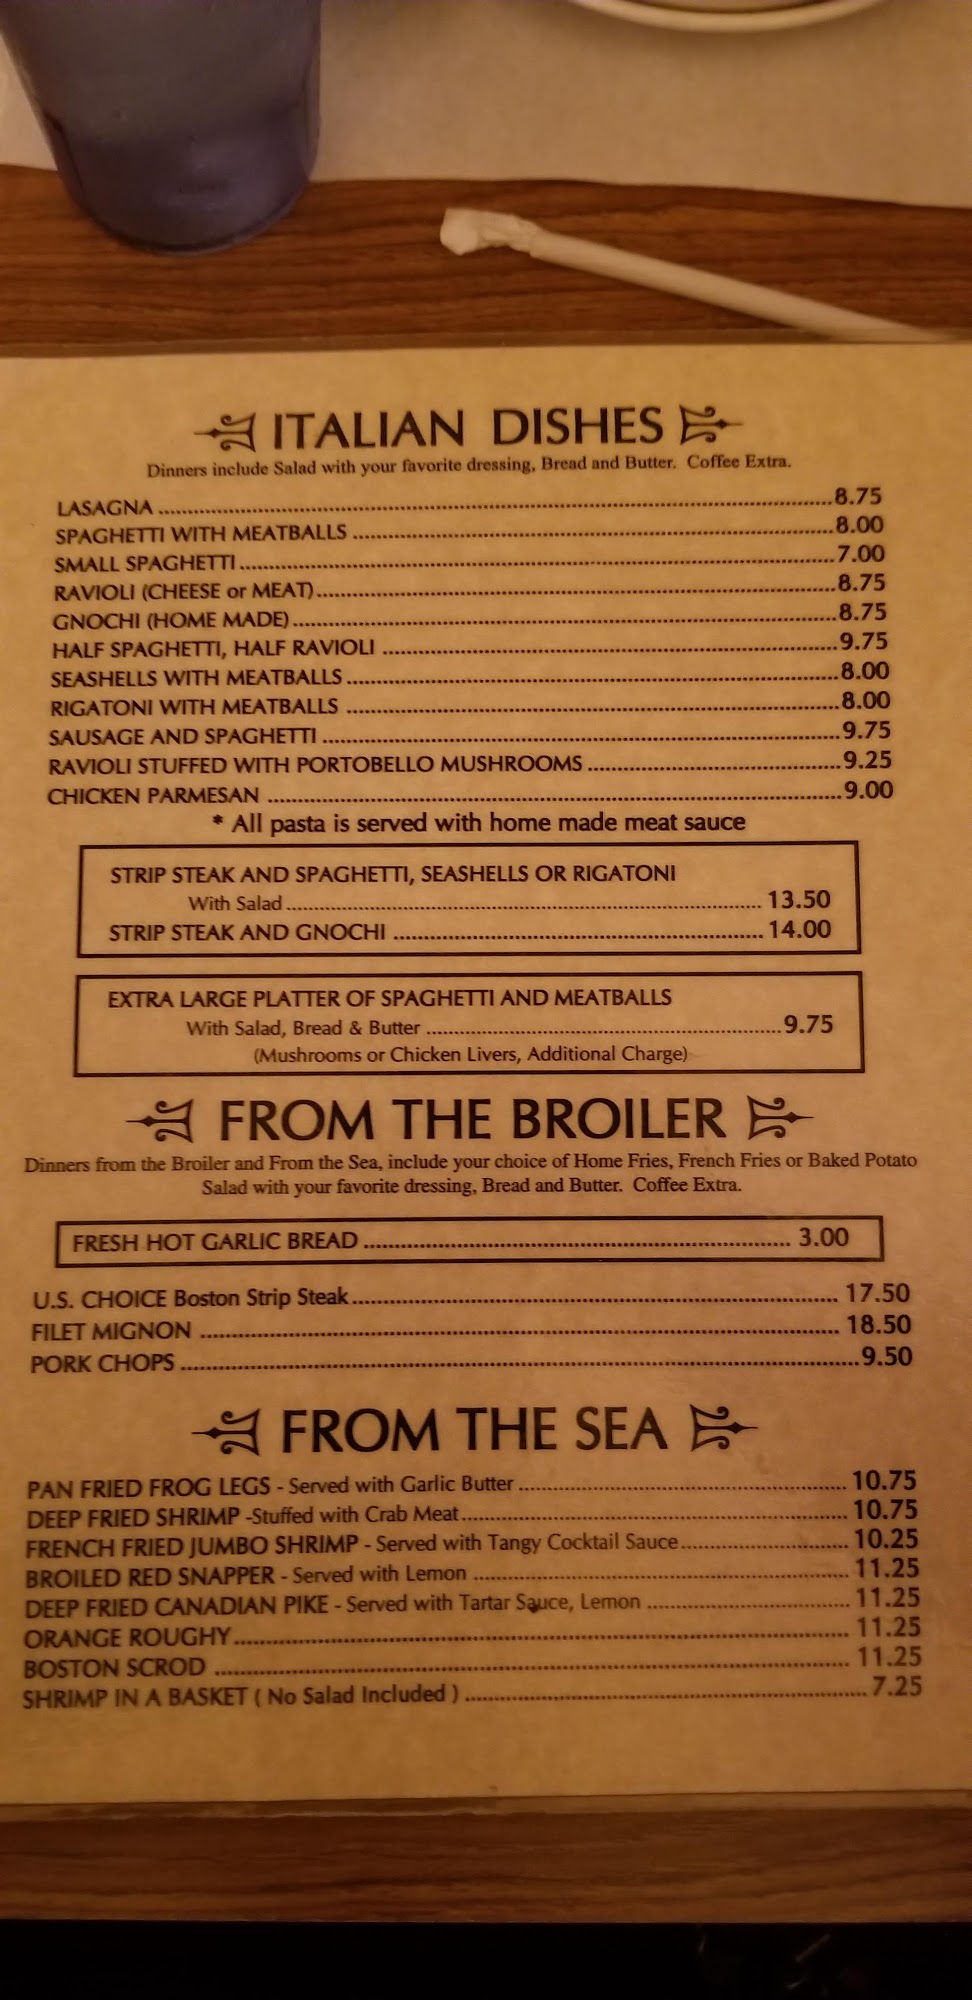 ITALIAN DISHES
Dinners include Salad with your favorite dressing, Bread and Butter. Coffee Extra.
LASAGNA 8.75
SPAGHETTI WITH MEATBALLS 8.00
SMALL SPAGHETTI 7.00
RAVIOLI (CHEESE or MEAT) 8.75
GNOCHI (HOME MADE) 8.75
HALF SPAGHETTI, HALF RAVIOLI 9.75
SEASHELLS WITH MEATBALLS 8.00
RIGATONI WITH MEATBALLS 8.00
SAUSAGE AND SPAGHETTI 9.75
RAVIOLI STUFFED WITH PORTOBELLO MUSHROOMS 9.25
CHICKEN PARMESAN 9.00
* All pasta is served with home made meat sauce
STRIP STEAK AND SPAGHETTI, SEASHELLS OR RIGATONI
With Salad 13.50
STRIP STEAK AND GNOCHI 14.00
EXTRA LARGE PLATTER OF SPAGHETTI AND MEATBALLS
With Salad, Bread & Butter 9.75
(Mushrooms or Chicken Livers, Additional Charge)
FROM THE BROILER
Dinners from the Broiler and From the Sea, include your choice of Home Fries, French Fries or Baked Potato
Salad with your favorite dressing, Bread and Butter. Coffee Extra.
FRESH HOT GARLIC BREAD 3.00
U.S. CHOICE Boston Strip Steak 17.50
FILET MIGNON 18.50
PORK CHOPS 9.50
FROM THE SEA
PAN FRIED FROG LEGS - Served with Garlic Butter 10.75
DEEP FRIED SHRIMP -Stuffed with Crab Meat 10.75
FRENCH FRIED JUMBO SHRIMP - Served with Tangy Cocktail Sauce 10.25
BROILED RED SNAPPER - Served with Lemon 11.25
DEEP FRIED CANADIAN PIKE - Served with Tartar Sauce, Lemon 11.25
ORANGE ROUGHY 11.25
BOSTON SCROD 11.25
SHRIMP IN A BASKET ( No Salad Included ) 7.25